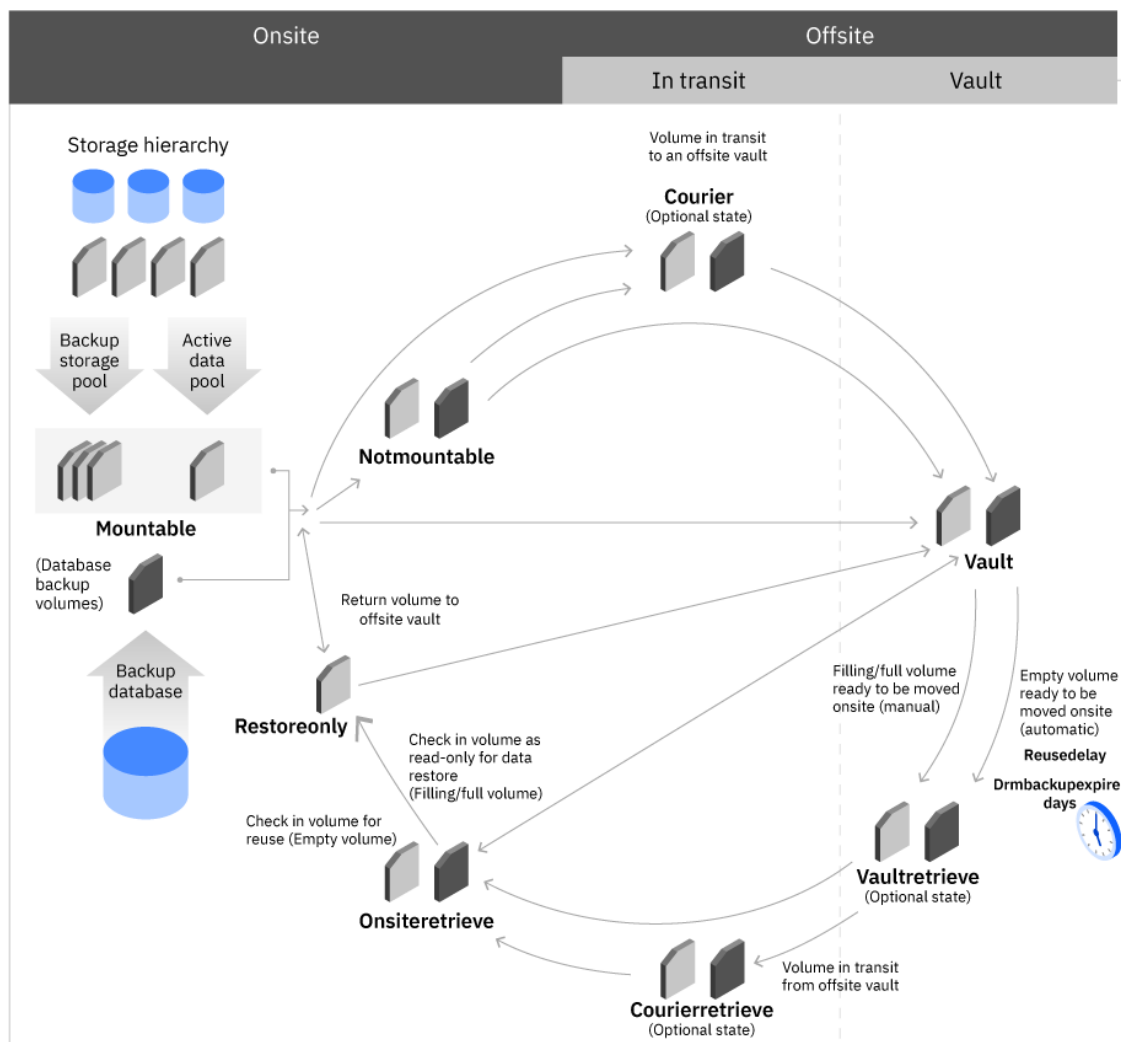 Onsite
Offsite
In transit
Vault
Storage hierarchy
Backup
storage
pool
Active
data
pool
Mountable
(Database
backup
volumes)
Backup
database
Volume in transit
to an offsite vault
Courier
(Optional state)
Notmountable
Vault
Return volume to
offsite vault
Restoreonly
Check in volume as
read-only for data
restore
(Filling/full volume)
Check in volume for
reuse (Empty volume)
Onsiteretrieve
Filling/full volume
ready to be moved
onsite (manual)
Empty volume
ready to be
moved onsite
(automatic)
Reusedelay
Drmbackupexpire
days
Vaultretrieve
(Optional state)
Volume in transit
from offsite vault
Courierretrieve
(Optional state)